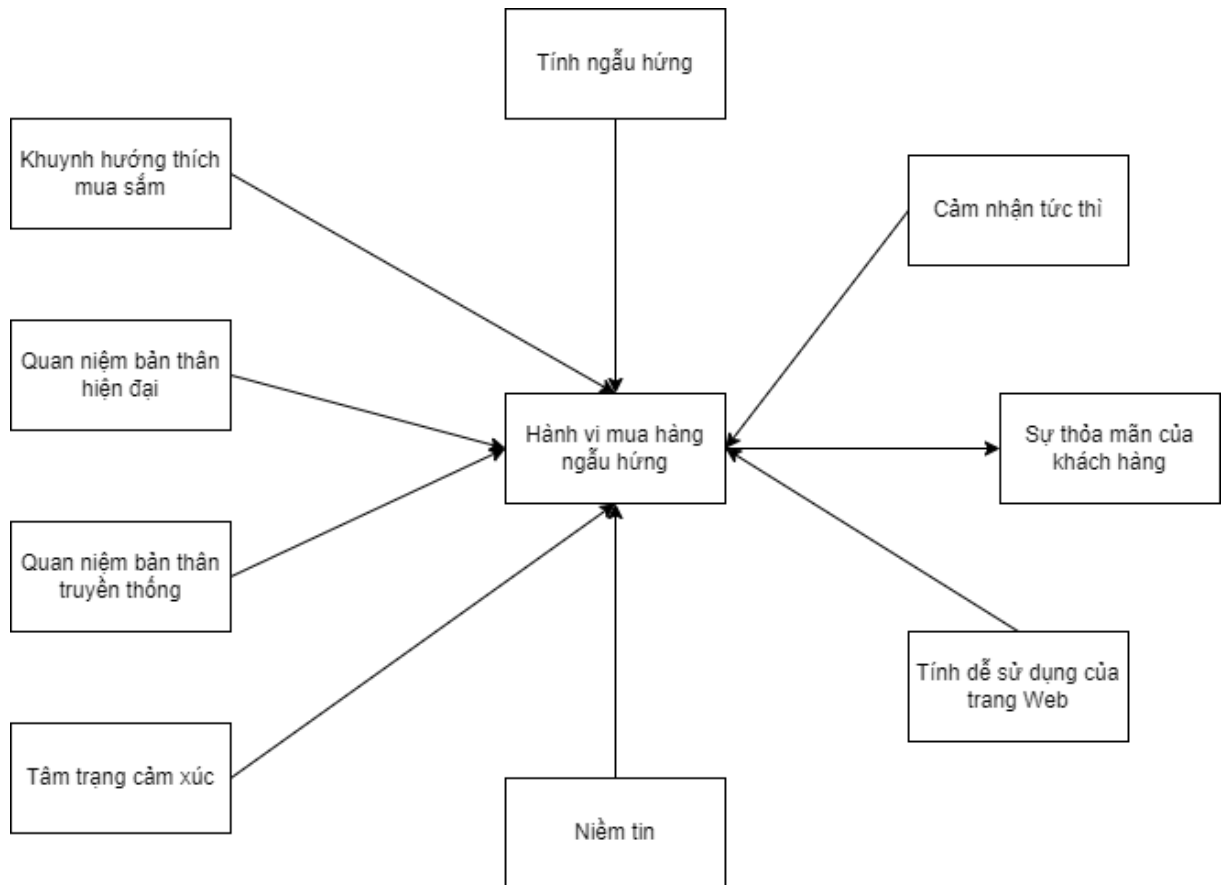 Tính ngẫu hứng
Khuynh hướng thích
mua sắm
Cảm nhận tức thì
Quan niệm bản thân
hiện đại
Hành vi mua hàng
ngẫu hứng
Sự thỏa mãn của
khách hàng
Quan niệm bản thân
truyền thống
Tính dễ sử dụng của
trang Web
Tâm trạng cảm xúc
Niềm tin